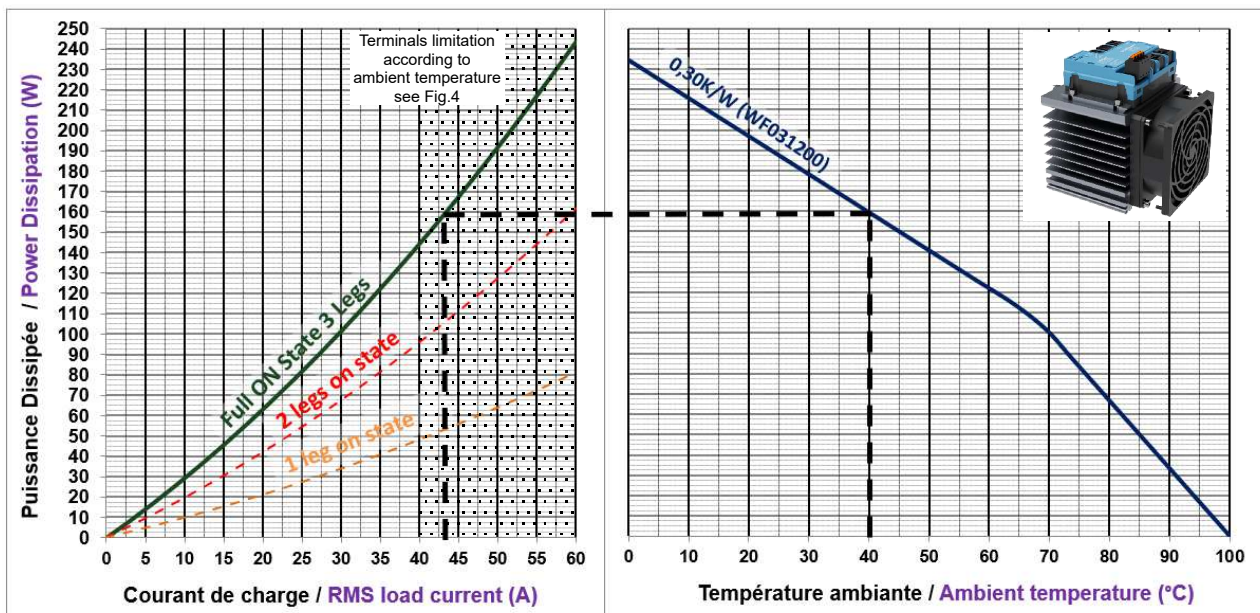 Puissance Dissipée / Power Dissipation (W)
250
240
230
220
210
200
190
180
170
160
150
140
130
120
110
100
90
80
70
60
50
40
30
20
10
0
Terminals limitation
according to
ambient temperature
see Fig.4
Full ON State 3 Legs
2 legs on state
1 leg on state
0 5 10 15 20 25 30 35 40 45 50 55 60
Courant de charge / RMS load current (A)
0,30K/W (WF031200)
0 10 20 30 40 50 60 70 80 90 100
Température ambiante / Ambient temperature (°C)